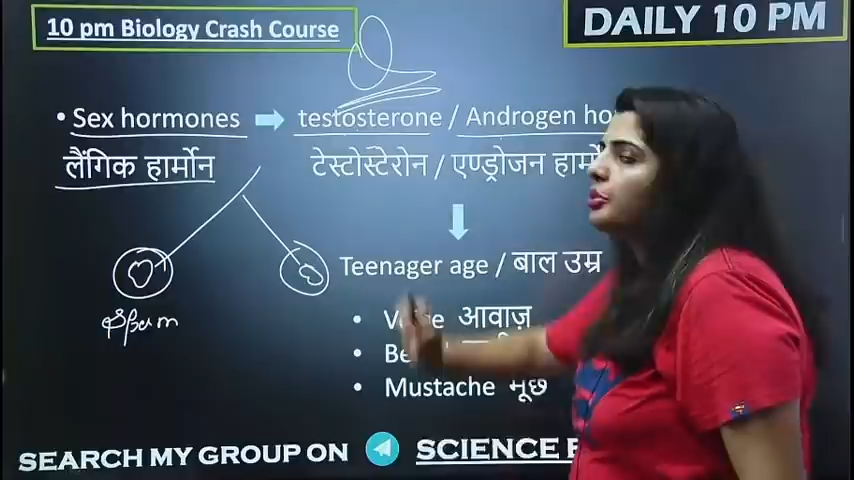 10 pm Biology Crash Course
DAILY 10 PM
• Sex hormones ➡ testosterone / Androgen ho
लैंगिक हार्मोन टेस्टोस्टेरोन / एण्ड्रोजन हार्मो
Teenager age / बाल उम्र
• आवाज़
• Be
• Mustache मूछ
Sperm
SEARCH MY GROUP ON SCIENCE